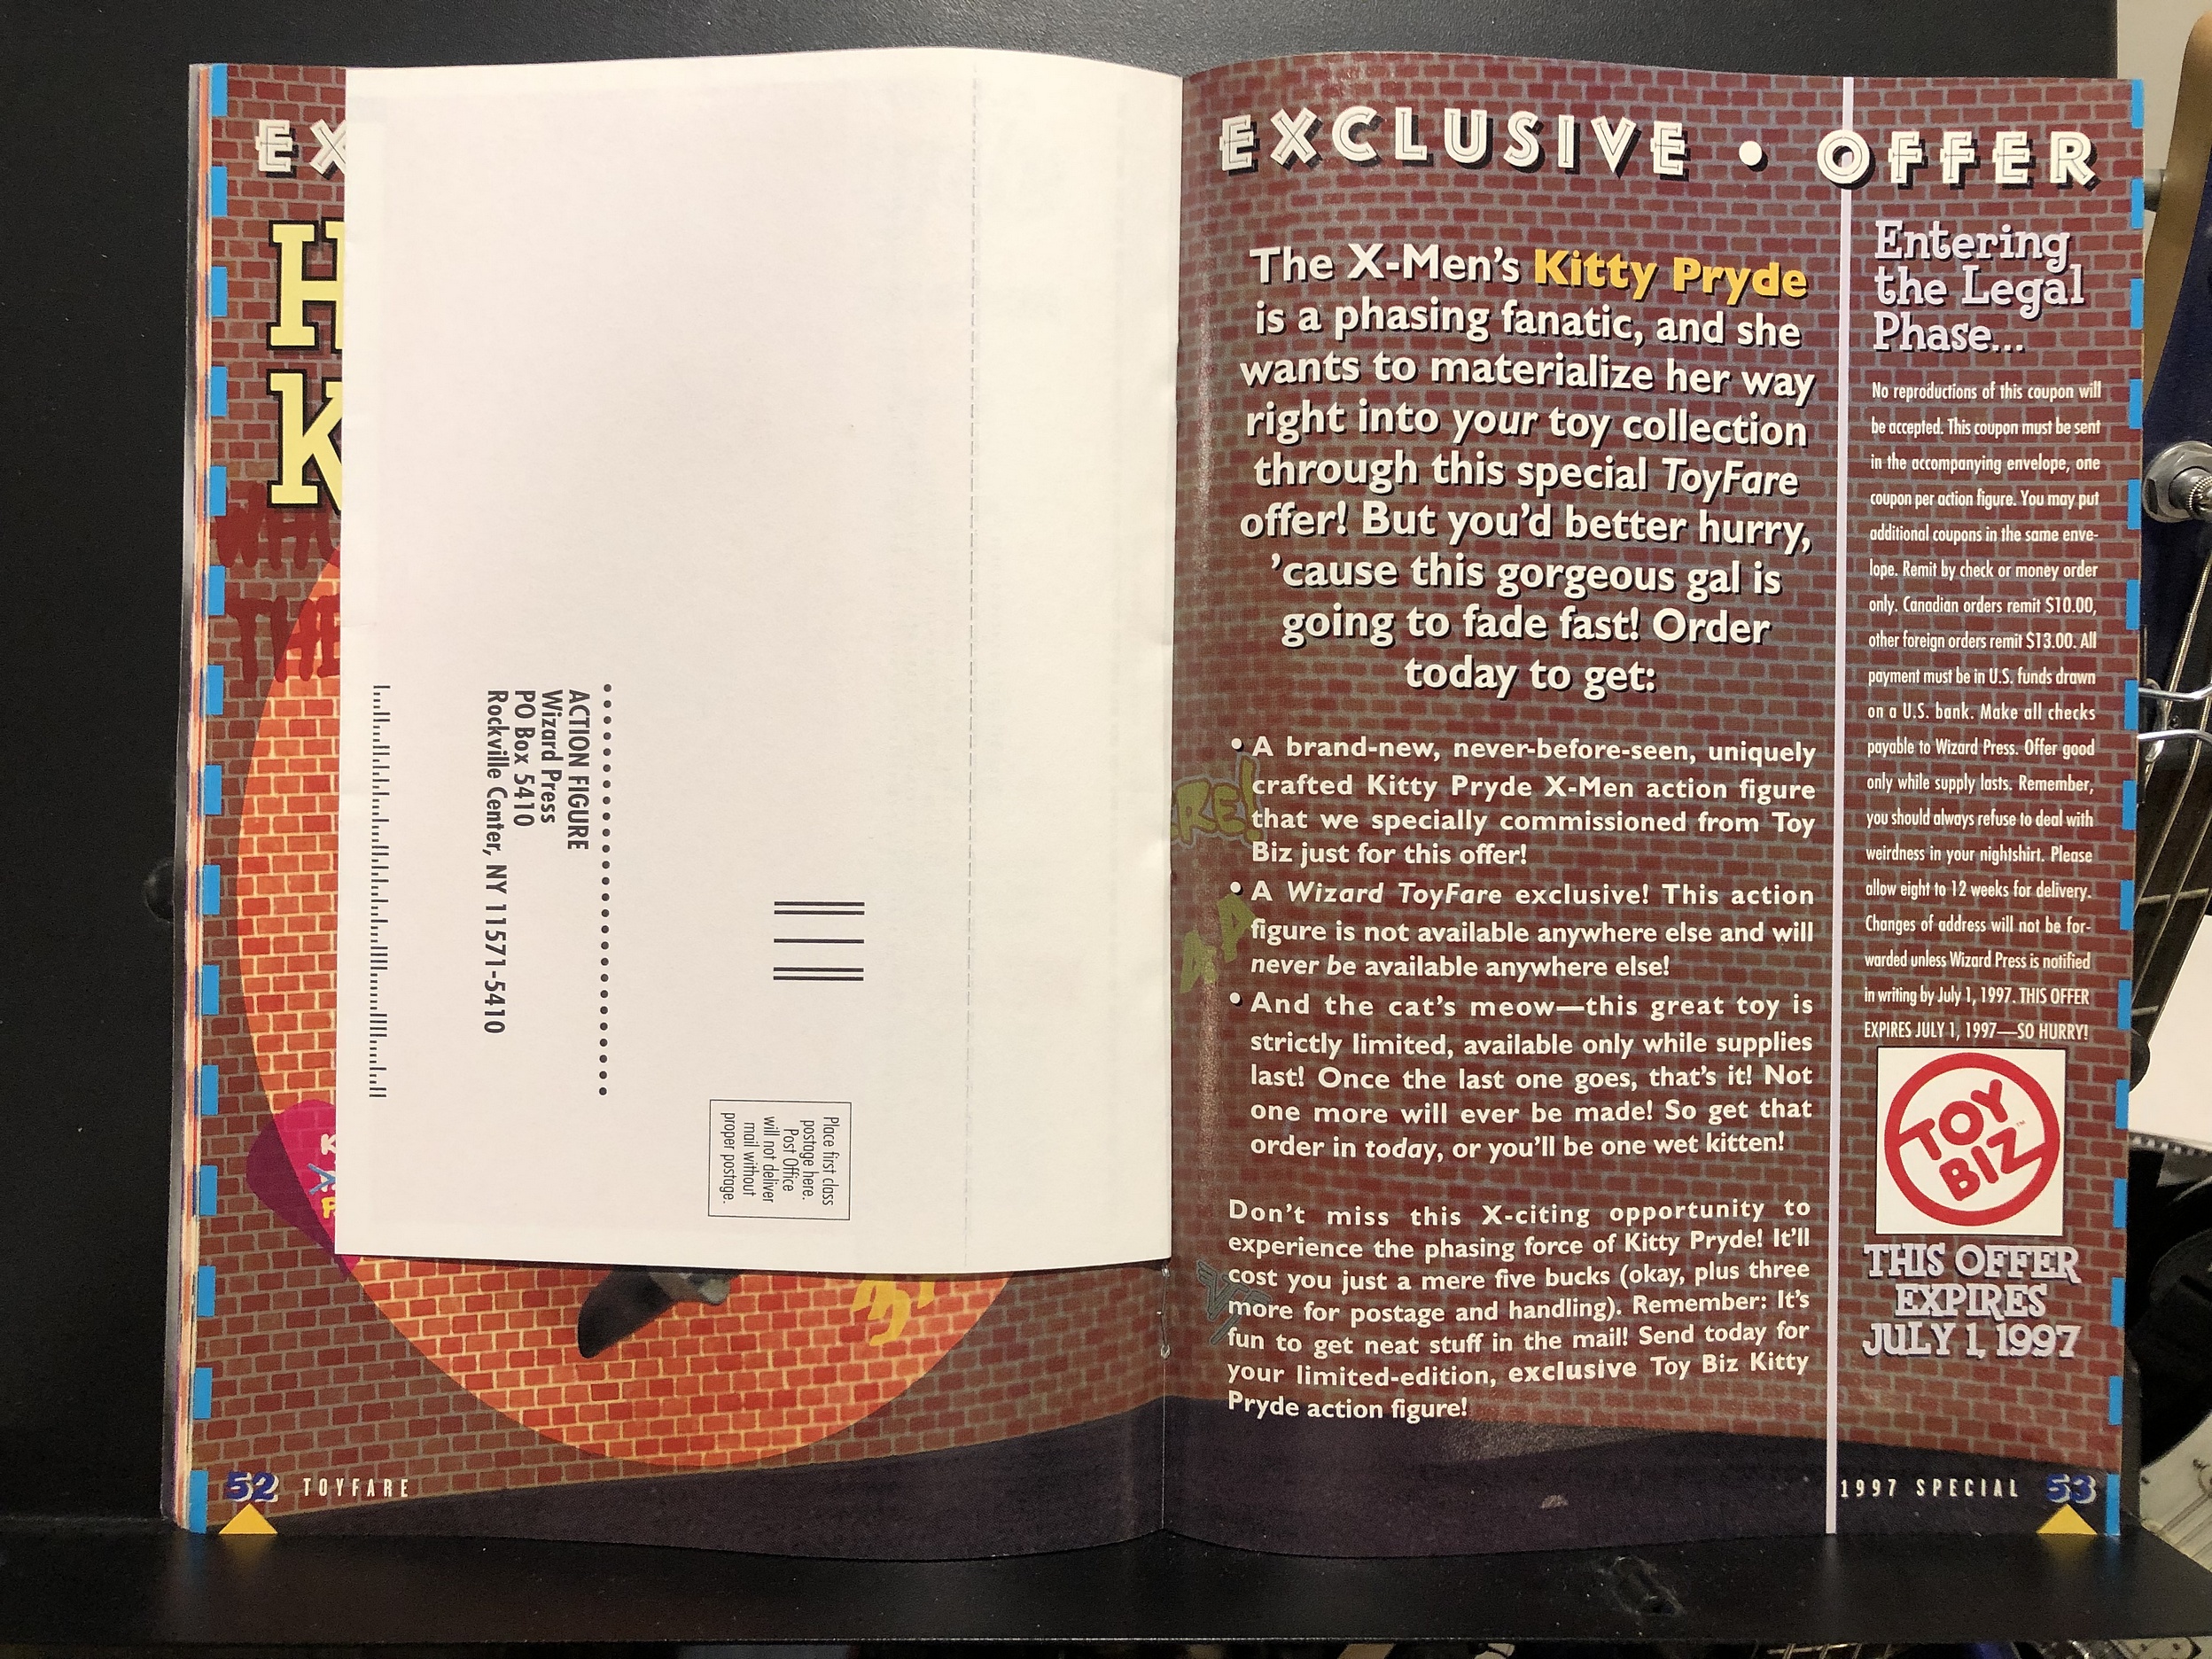 EX
H
K
WH
THE
ACTION FIGURE
Wizard Press
PO Box 5410
Rockville Center, NY 11571-5410
Place first class
postage here.
Post Office
will not deliver
mail without
proper postage.
52 TOYFARE
EXCLUSIVE • OFFER
The X-Men's Kitty Pryde
is a phasing fanatic, and she
wants to materialize her way
right into your toy collection
through this special ToyFare
offer! But you'd better hurry,
'cause this gorgeous gal is
going to fade fast! Order
today to get:
• A brand-new, never-before-seen, uniquely
crafted Kitty Pryde X-Men action figure
that we specially commissioned from Toy
Biz just for this offer!
• A Wizard ToyFare exclusive! This action
figure is not available anywhere else and will
never be available anywhere else!
• And the cat's meow—this great toy is
strictly limited, available only while supplies
last! Once the last one goes, that's it! Not
one more will ever be made! So get that
order in today, or you'll be one wet kitten!
Don't miss this X-citing opportunity to
experience the phasing force of Kitty Pryde! It'll
cost you just a mere five bucks (okay, plus three
more for postage and handling). Remember: It's
fun to get neat stuff in the mail! Send today for
your limited-edition, exclusive Toy Biz Kitty
Pryde action figure!
Entering
the Legal
Phase...
No reproductions of this coupon will
be accepted. This coupon must be sent
in the accompanying envelope, one
coupon per action figure. You may put
additional coupons in the same enve-
lope. Remit by check or money order
only. Canadian orders remit $10.00,
other foreign orders remit $13.00. All
payment must be in U.S. funds drawn
on a U.S. bank. Make all checks
payable to Wizard Press. Offer good
only while supply lasts. Remember,
you should always refuse to deal with
weirdness in your nightshirt. Please
allow eight to 12 weeks for delivery.
Changes of address will not be for-
warded unless Wizard Press is notified
in writing by July 1, 1997. THIS OFFER
EXPIRES JULY 1, 1997—SO HURRY!
TOY
BIZ™
THIS OFFER
EXPIRES
JULY 1, 1997
1997 SPECIAL 53